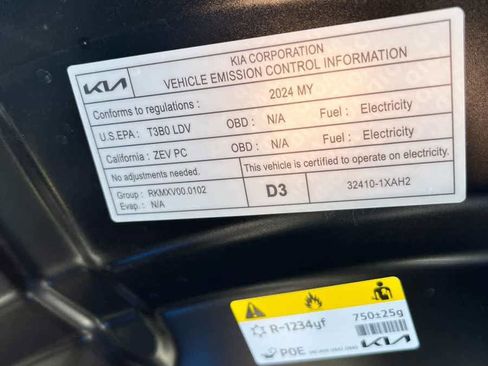 KIA CORPORATION
KIA VEHICLE EMISSION CONTROL INFORMATION
Conforms to regulations : 2024 MY
U.S.EPA : T3B0 LDV OBD : N/A Fuel : Electricity
California : ZEV PC OBD : N/A Fuel : Electricity
No adjustments needed. This vehicle is certified to operate on electricity.
Group : RKMXV00.0102 D3 32410-1XAH2
Evap : N/A
R-1234yf 750±25g
POE KIA